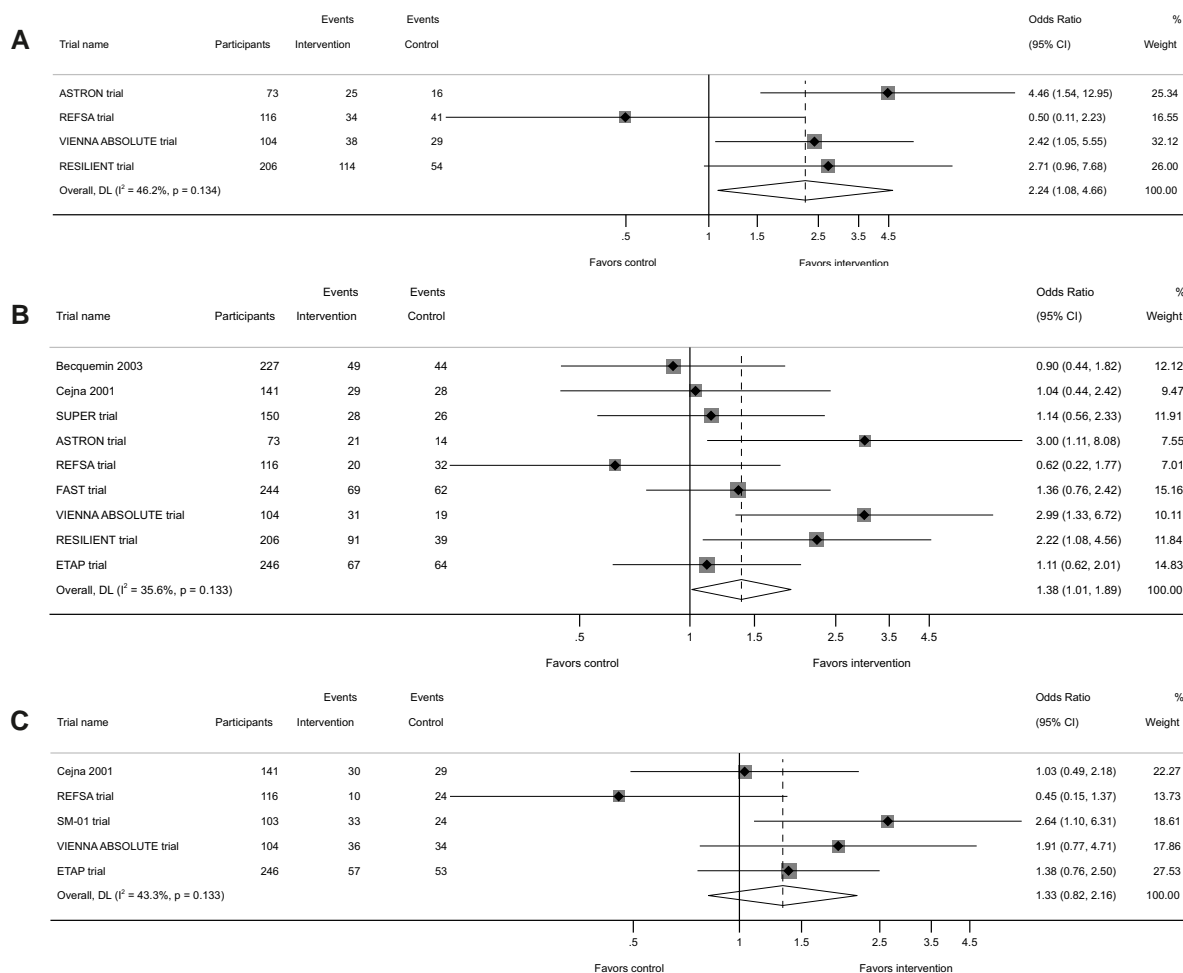 A
Events Events Odds Ratio %
Trial name Participants Intervention Control (95% CI) Weight
ASTRON trial 73 25 16 4.46 (1.54, 12.95) 25.34
REFSA trial 116 34 41 0.50 (0.11, 2.23) 16.55
VIENNA ABSOLUTE trial 104 38 29 2.42 (1.05, 5.55) 32.12
RESILIENT trial 206 114 54 2.71 (0.96, 7.68) 26.00
Overall, DL (I² = 46.2%, p = 0.134) 2.24 (1.08, 4.66) 100.00
.5 1 1.5 2.5 3.5 4.5
Favors control Favors intervention
B
Events Events Odds Ratio %
Trial name Participants Intervention Control (95% CI) Weight
Becquemin 2003 227 49 44 0.90 (0.44, 1.82) 12.12
Cejna 2001 141 29 28 1.04 (0.44, 2.42) 9.47
SUPER trial 150 28 26 1.14 (0.56, 2.33) 11.91
ASTRON trial 73 21 14 3.00 (1.11, 8.08) 7.55
REFSA trial 116 20 32 0.62 (0.22, 1.77) 7.01
FAST trial 244 69 62 1.36 (0.76, 2.42) 15.16
VIENNA ABSOLUTE trial 104 31 19 2.99 (1.33, 6.72) 10.11
RESILIENT trial 206 91 39 2.22 (1.08, 4.56) 11.84
ETAP trial 246 67 64 1.11 (0.62, 2.01) 14.83
Overall, DL (I² = 35.6%, p = 0.133) 1.38 (1.01, 1.89) 100.00
.5 1 1.5 2.5 3.5 4.5
Favors control Favors intervention
C
Events Events Odds Ratio %
Trial name Participants Intervention Control (95% CI) Weight
Cejna 2001 141 30 29 1.03 (0.49, 2.18) 22.27
REFSA trial 116 10 24 0.45 (0.15, 1.37) 13.73
SM-01 trial 103 33 24 2.64 (1.10, 6.31) 18.61
VIENNA ABSOLUTE trial 104 36 34 1.91 (0.77, 4.71) 17.86
ETAP trial 246 57 53 1.38 (0.76, 2.50) 27.53
Overall, DL (I² = 43.3%, p = 0.133) 1.33 (0.82, 2.16) 100.00
.5 1 1.5 2.5 3.5 4.5
Favors control Favors intervention